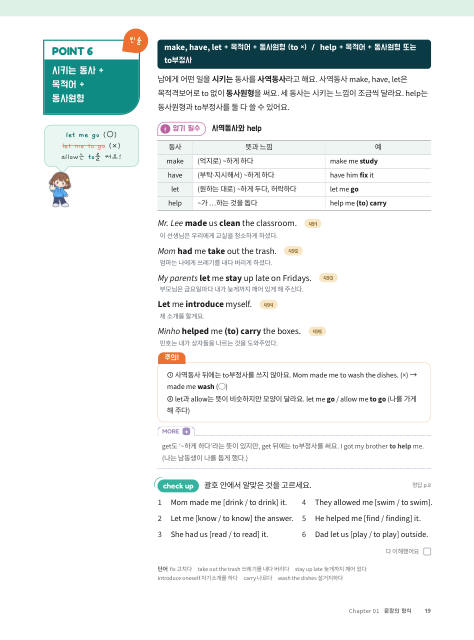 빈출
POINT 6
시키는 동사 +
목적어 +
동사원형
let me go (○)
let me to go (×)
allow는 to를 써요!
make, have, let + 목적어 + 동사원형 (to ×) / help + 목적어 + 동사원형 또는
to부정사
남에게 어떤 일을 시키는 동사를 사역동사라고 해요. 사역동사 make, have, let은
목적격보어로 to 없이 동사원형을 써요. 세 동사는 시키는 느낌이 조금씩 달라요. help는
동사원형과 to부정사를 둘 다 쓸 수 있어요.
암기 필수 사역동사와 help
동사 뜻과 느낌 예
make (억지로) ~하게 하다 make me study
have (부탁·지시해서) ~하게 하다 have him fix it
let (원하는 대로) ~하게 두다, 허락하다 let me go
help ~가 …하는 것을 돕다 help me (to) carry
Mr. Lee made us clean the classroom.
이 선생님은 우리에게 교실을 청소하게 하셨다.
Mom had me take out the trash.
엄마는 나에게 쓰레기를 내다 버리게 하셨다.
My parents let me stay up late on Fridays.
부모님은 금요일마다 내가 늦게까지 깨어 있게 해 주신다.
Let me introduce myself.
제 소개를 할게요.
Minho helped me (to) carry the boxes.
민호는 내가 상자들을 나르는 것을 도와주었다.
주의!
① 사역동사 뒤에는 to부정사를 쓰지 않아요. Mom made me to wash the dishes. (×) →
made me wash (○)
② let과 allow는 뜻이 비슷하지만 모양이 달라요. let me go / allow me to go (나를 가게
해 주다)
MORE +
get도 '~하게 하다'라는 뜻이 있지만, get 뒤에는 to부정사를 써요. I got my brother to help me.
(나는 남동생이 나를 돕게 했다.)
check up 괄호 안에서 알맞은 것을 고르세요.
정답 p.2
1 Mom made me [drink / to drink] it.
2 Let me [know / to know] the answer.
3 She had us [read / to read] it.
4 They allowed me [swim / to swim].
5 He helped me [find / finding] it.
6 Dad let us [play / to play] outside.
다 이해했어요
단어 fix 고치다 take out the trash 쓰레기를 내다 버리다 stay up late 늦게까지 깨어 있다
introduce oneself 자기소개를 하다 carry 나르다 wash the dishes 설거지하다
Chapter 01 문장의 형식 19